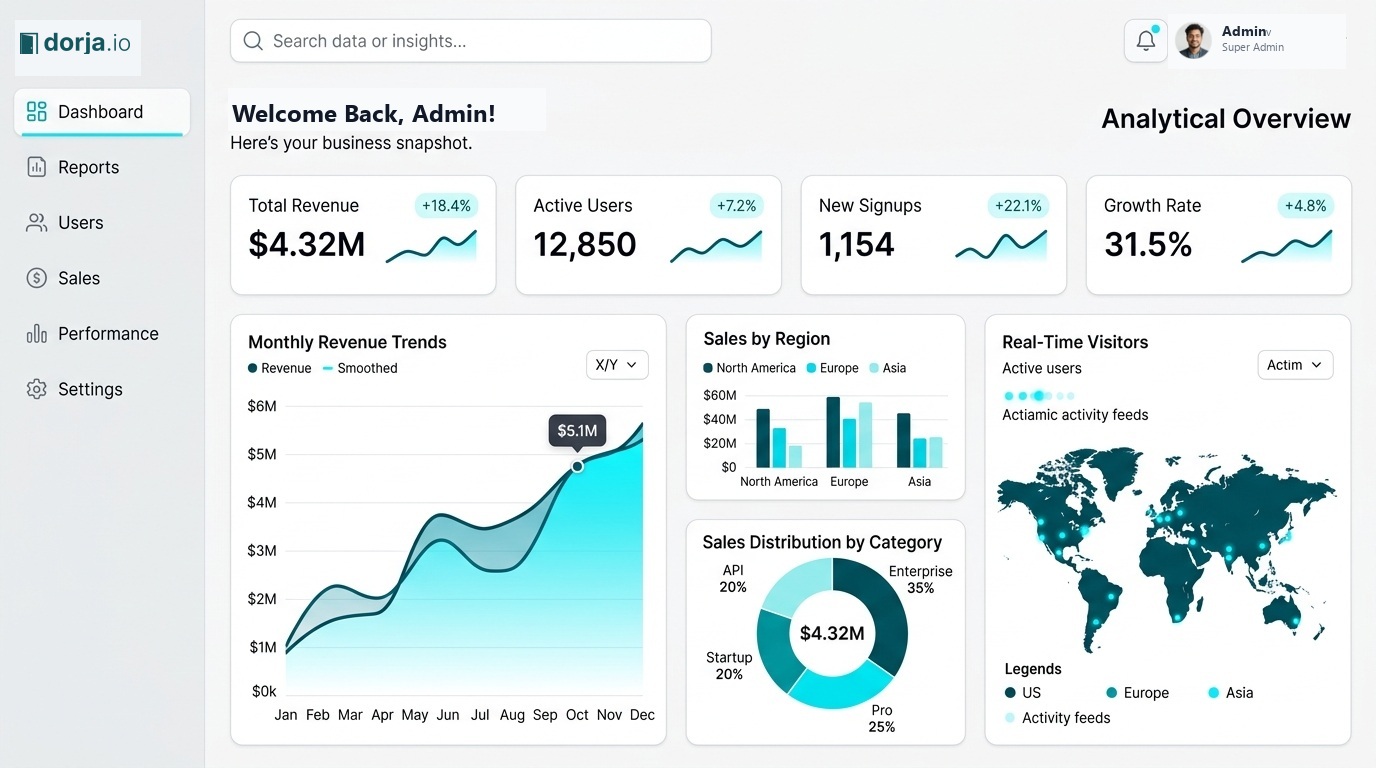 dorja.io
Search data or insights...
Admin
Super Admin
Dashboard
Reports
Users
Sales
Performance
Settings
Welcome Back, Admin!
Here's your business snapshot.
Analytical Overview
Total Revenue
+18.4%
$4.32M
Active Users
+7.2%
12,850
New Signups
+22.1%
1,154
Growth Rate
+4.8%
31.5%
Monthly Revenue Trends
Revenue Smoothed
X/Y
$6M
$5M
$4M
$3M
$2M
$1M
$0k
$5.1M
Jan Feb Mar Apr May Jun Jul Aug Sep Oct Nov Dec
Sales by Region
North America Europe Asia
$60M
$40M
$20M
$0
North America Europe Asia
Sales Distribution by Category
API
20%
Enterprise
35%
$4.32M
Startup
20%
Pro
25%
Real-Time Visitors
Active users
Actim
Actiamic activity feeds
Legends
US Europe Asia
Activity feeds